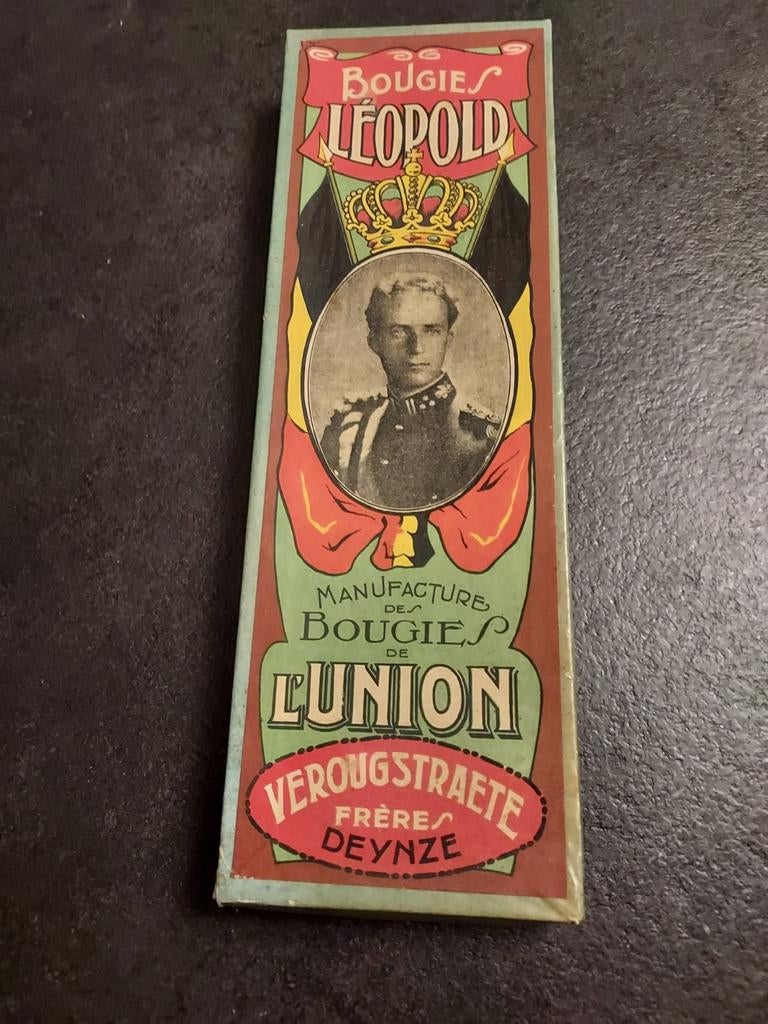 BOUGIES
LÉOPOLD
MANUFACTURE
DES
BOUGIES
DE
L'UNION
VEROUGSTRAETE
FRÈRES
DEYNZE